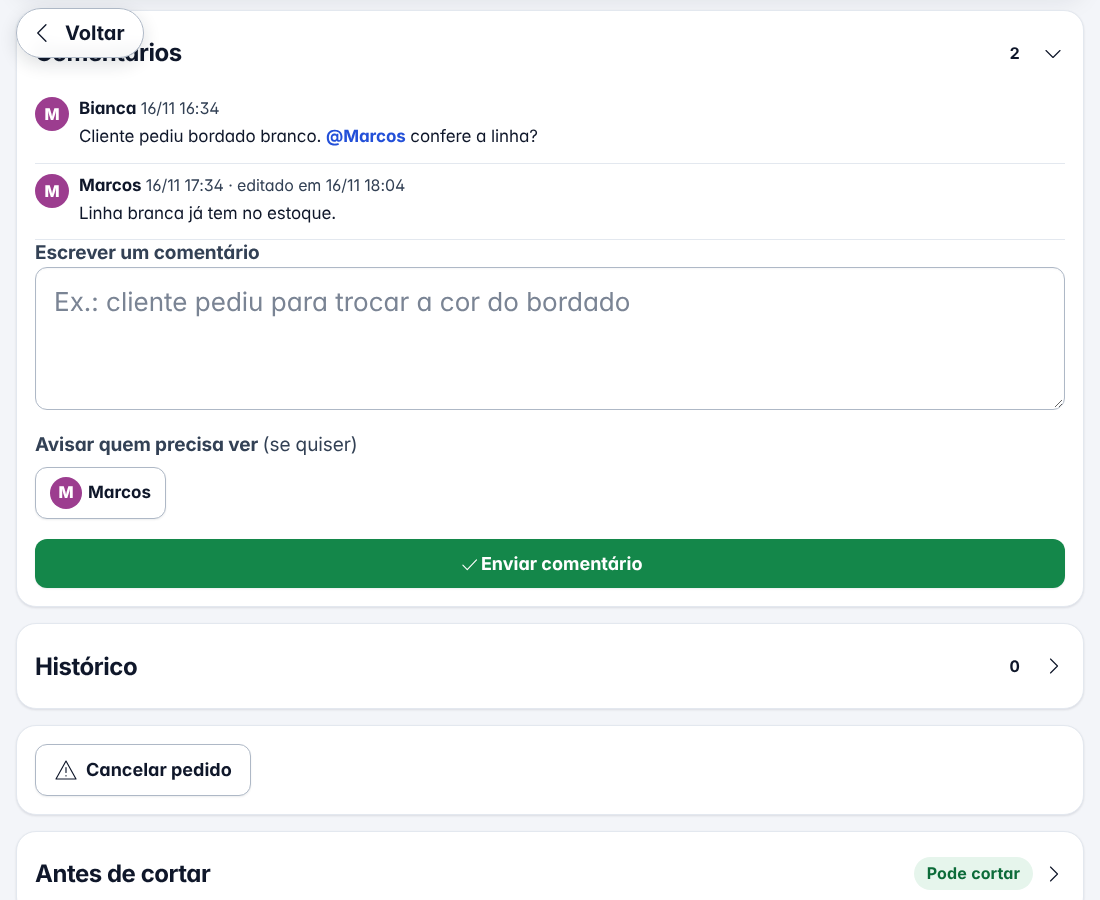 Voltar
Comentários
2
M
Bianca 16/11 16:34
Cliente pediu bordado branco. @Marcos confere a linha?
M
Marcos 16/11 17:34 · editado em 16/11 18:04
Linha branca já tem no estoque.
Escrever um comentário
Ex.: cliente pediu para trocar a cor do bordado
Avisar quem precisa ver (se quiser)
M Marcos
Enviar comentário
Histórico
0
Cancelar pedido
Antes de cortar
Pode cortar